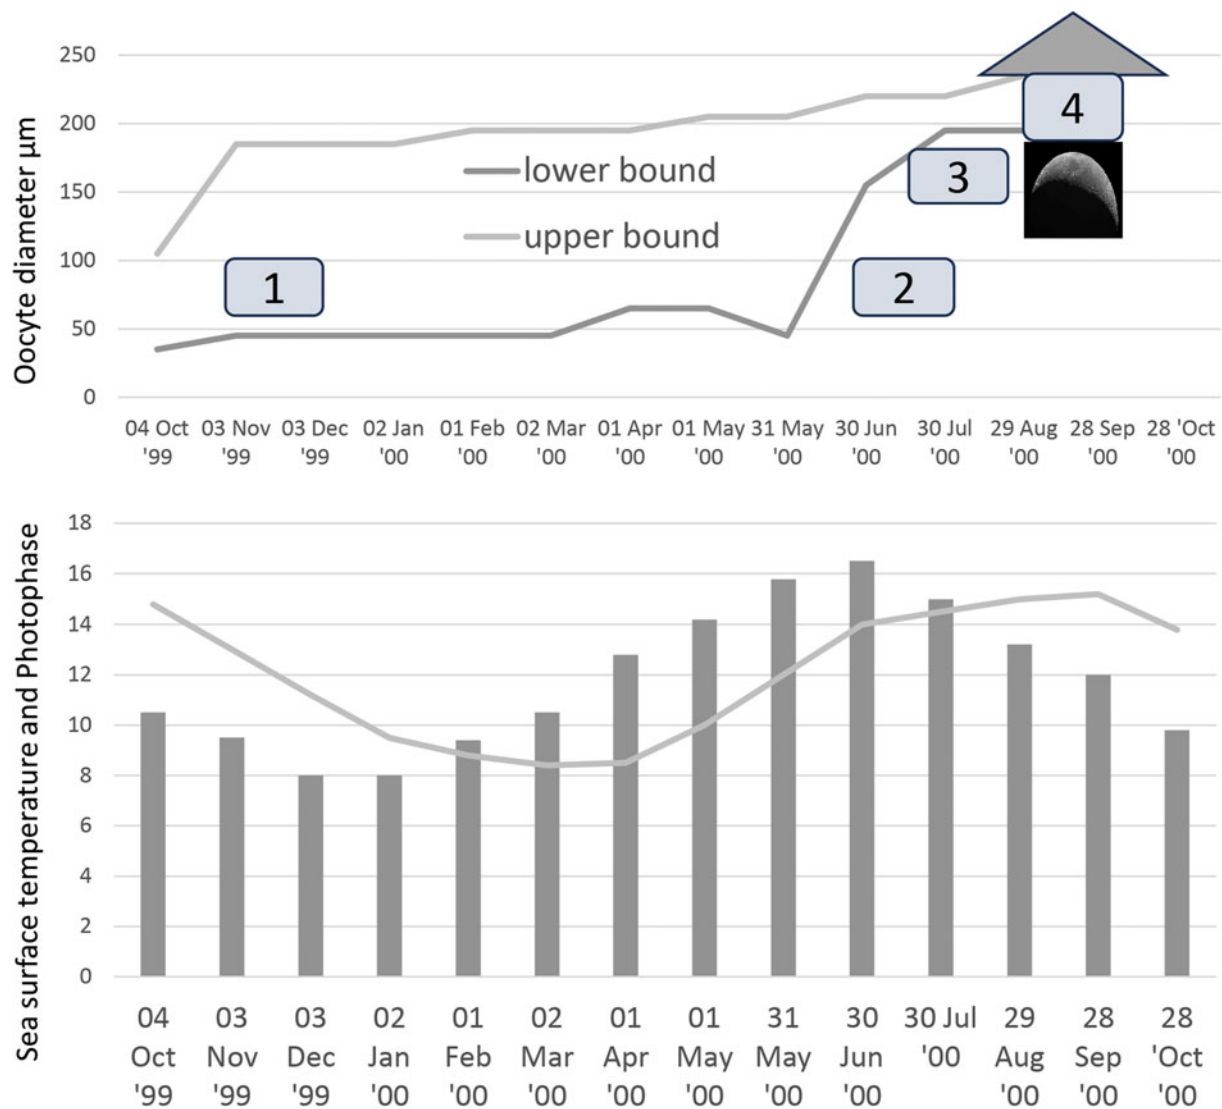 Oocyte diameter µm
250
200
150
100
50
0
lower bound
upper bound
1
2
3
4
04 Oct 03 Nov 03 Dec 02 Jan 01 Feb 02 Mar 01 Apr 01 May 31 May 30 Jun 30 Jul 29 Aug 28 Sep 28 'Oct
'99 '99 '99 '00 '00 '00 '00 '00 '00 '00 '00 '00 '00 '00
Sea surface temperature and Photophase
18
16
14
12
10
8
6
4
2
0
04 03 03 02 01 02 01 01 31 30 30 Jul 29 28 28
Oct Nov Dec Jan Feb Mar Apr May May Jun '00 Aug Sep 'Oct
'99 '99 '99 '00 '00 '00 '00 '00 '00 '00 '00 '00 '00